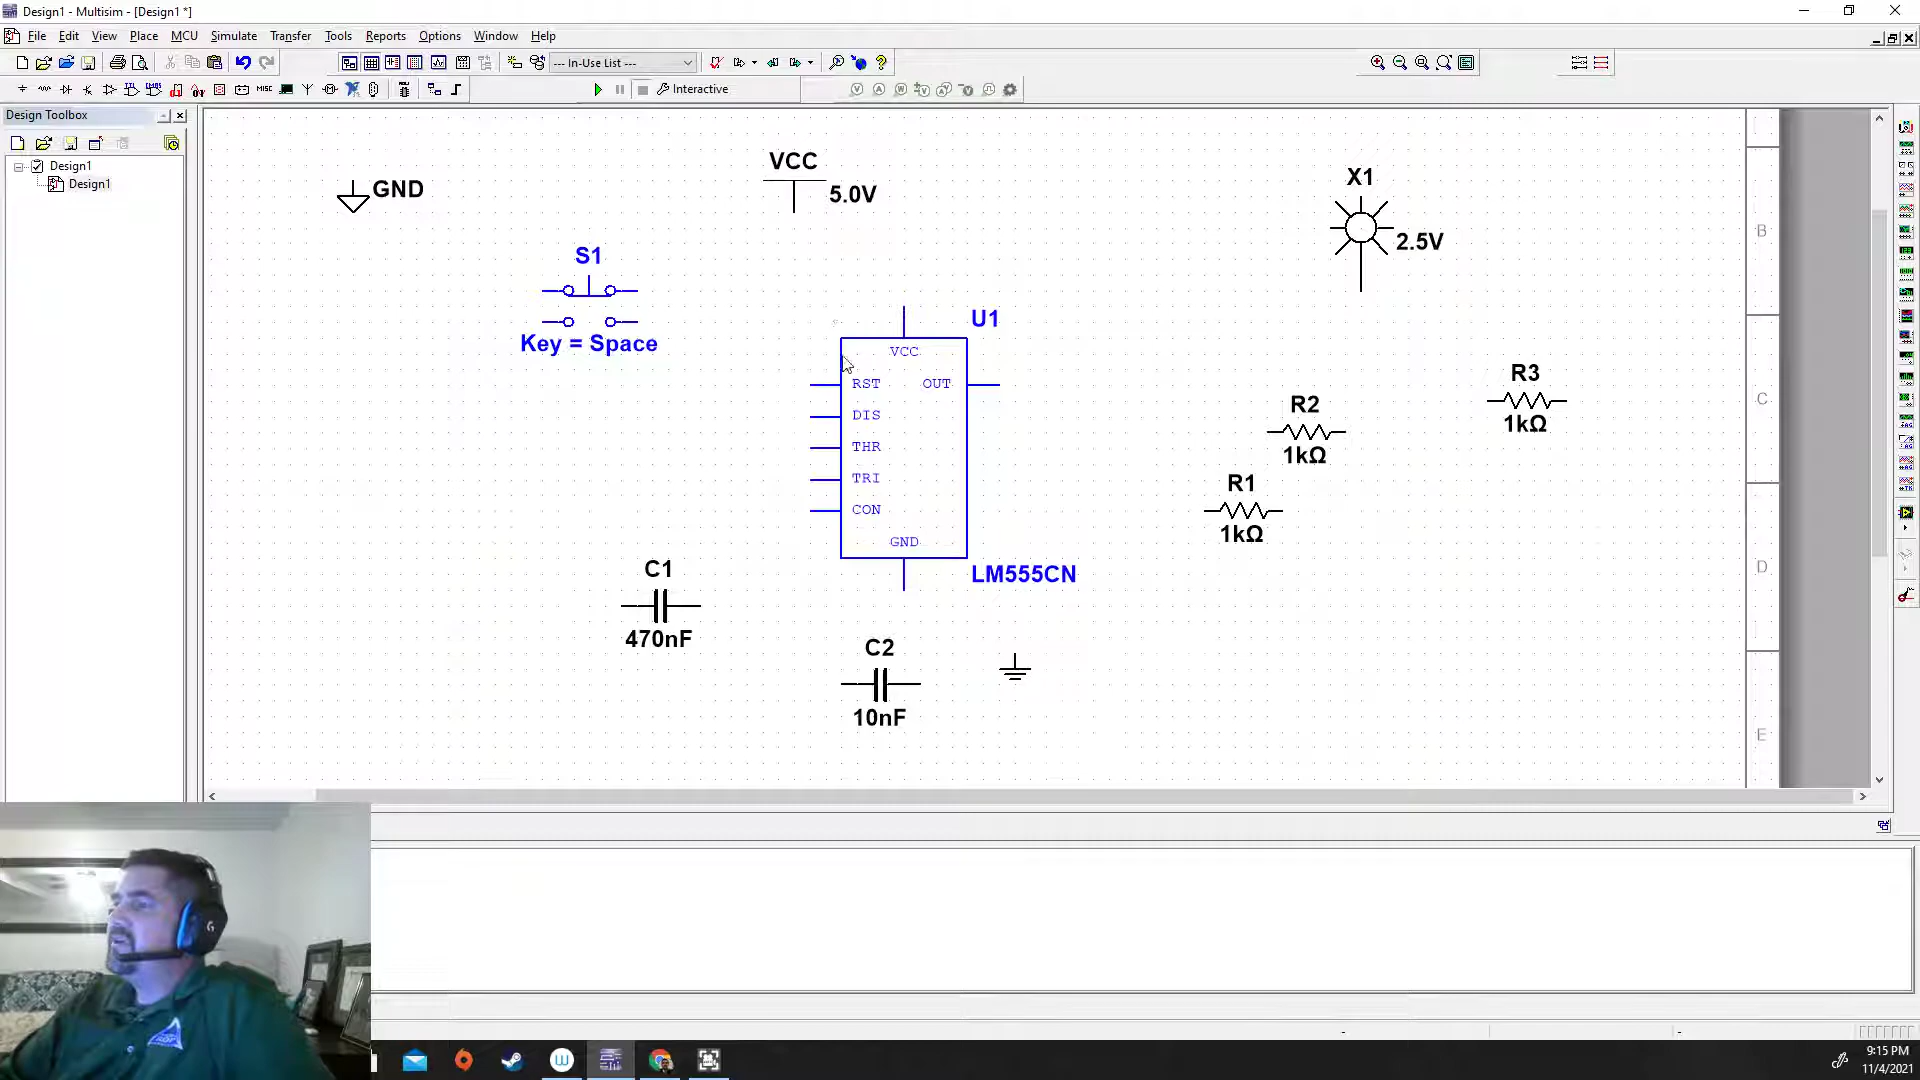 Design1 - Multisim - [Design1 *]
File Edit View Place MCU Simulate Transfer Tools Reports Options Window Help
--- In-Use List ---
Interactive
Design Toolbox
Design1
Design1
GND
VCC
5.0V
X1
2.5V
S1
Key = Space
U1
VCC
RST OUT
DIS
THR
TRI
CON
GND
LM555CN
R3
1kΩ
R2
1kΩ
R1
1kΩ
C1
470nF
C2
10nF
B
C
D
E
9:15 PM
11/4/2021